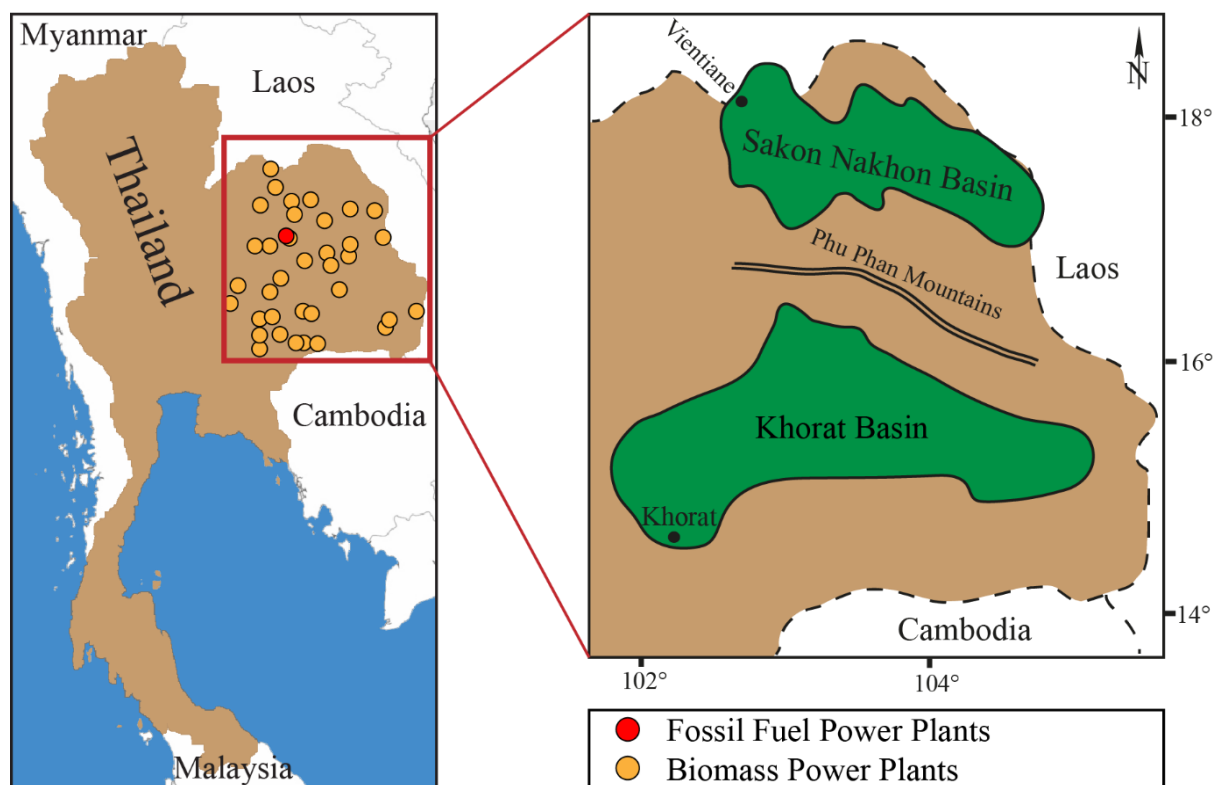 Myanmar
Laos
Thailand
Cambodia
Malaysia
Vientiane
N
Sakon Nakhon Basin
18°
Phu Phan Mountains
Laos
16°
Khorat Basin
Khorat
14°
Cambodia
102°
104°
Fossil Fuel Power Plants
Biomass Power Plants